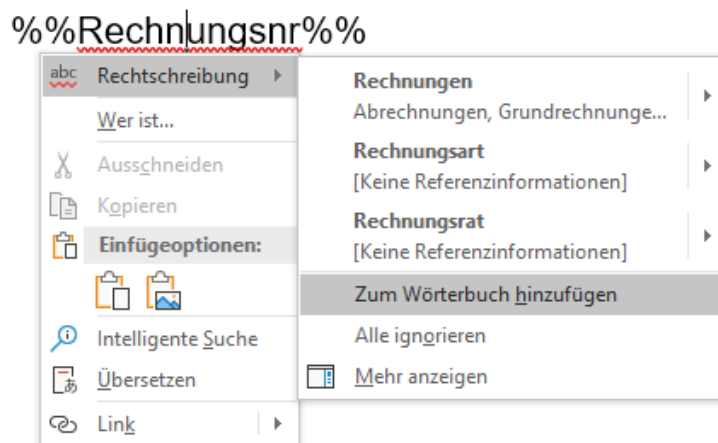 %%Rechnungsnr%%
abc Rechtschreibung
Wer ist...
Ausschneiden
Kopieren
Einfügeoptionen:
Intelligente Suche
Übersetzen
Link
Rechnungen
Abrechnungen, Grundrechnunge...
Rechnungsart
[Keine Referenzinformationen]
Rechnungsrat
[Keine Referenzinformationen]
Zum Wörterbuch hinzufügen
Alle ignorieren
Mehr anzeigen